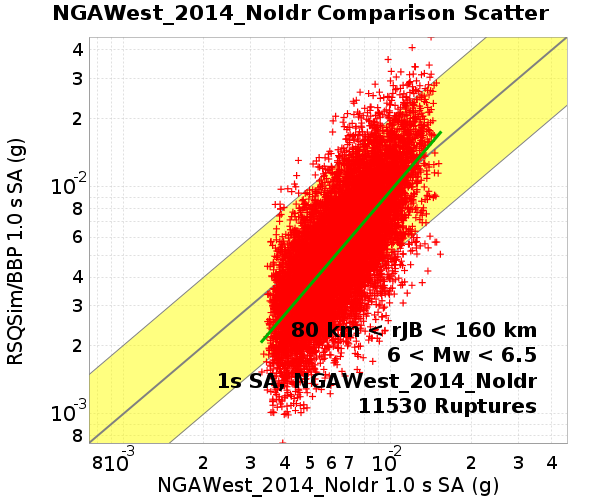 NGAWest_2014_NoIdr Comparison Scatter
4
3
2
10-2
8
6
4
3
2
10-3
8
RSQSim/BBP 1.0 s SA (g)
80 km < rJB < 160 km
6 < Mw < 6.5
1s SA, NGAWest_2014_NoIdr
11530 Ruptures
8 10-3 2 3 4 5 6 7 10-2 2 3 4
NGAWest_2014_NoIdr 1.0 s SA (g)